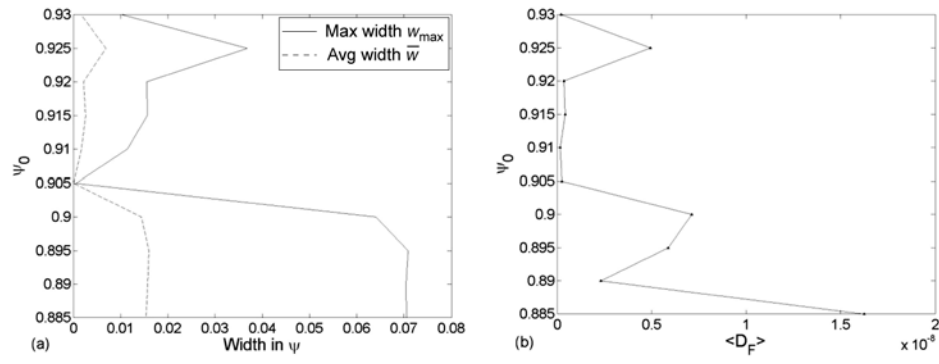 0.93
0.925
0.92
0.915
0.91
0.905
0.9
0.895
0.89
0.885
Ψ0
Max width wmax
Avg width w̅
0 0.01 0.02 0.03 0.04 0.05 0.06 0.07 0.08
(a) Width in ψ
0.93
0.925
0.92
0.915
0.91
0.905
0.9
0.895
0.89
0.885
Ψ0
0 0.5 1 1.5 2
x 10-8
(b) <DF>